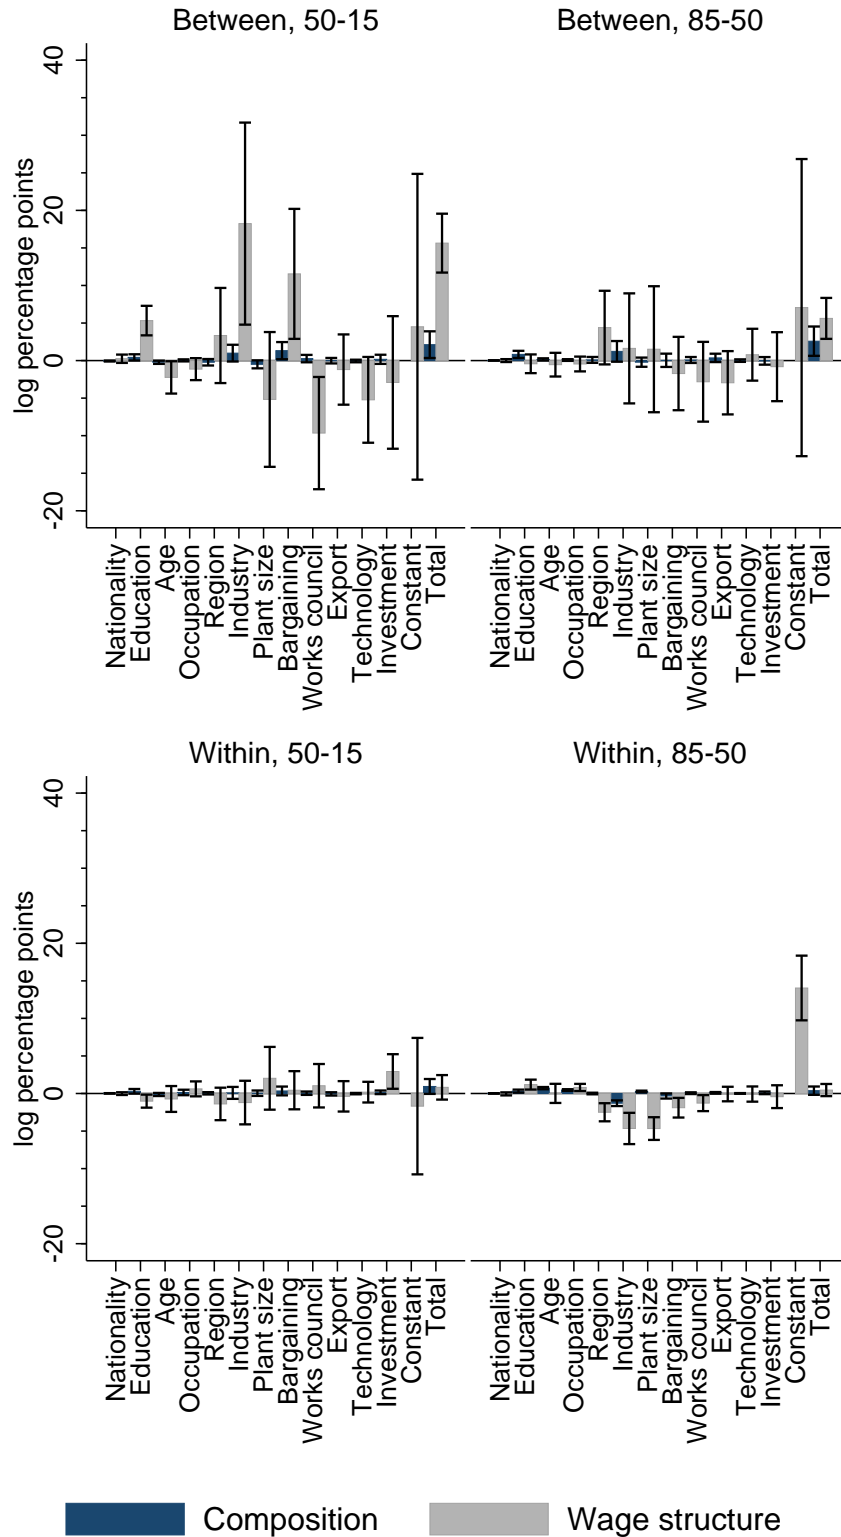 Between, 50-15
Between, 85-50
log percentage points
40
20
0
-20
Nationality
Education
Age
Occupation
Region
Industry
Plant size
Bargaining
Works council
Export
Technology
Investment
Constant
Total
Nationality
Education
Age
Occupation
Region
Industry
Plant size
Bargaining
Works council
Export
Technology
Investment
Constant
Total
Within, 50-15
Within, 85-50
log percentage points
40
20
0
-20
Nationality
Education
Age
Occupation
Region
Industry
Plant size
Bargaining
Works council
Export
Technology
Investment
Constant
Total
Nationality
Education
Age
Occupation
Region
Industry
Plant size
Bargaining
Works council
Export
Technology
Investment
Constant
Total
Composition
Wage structure